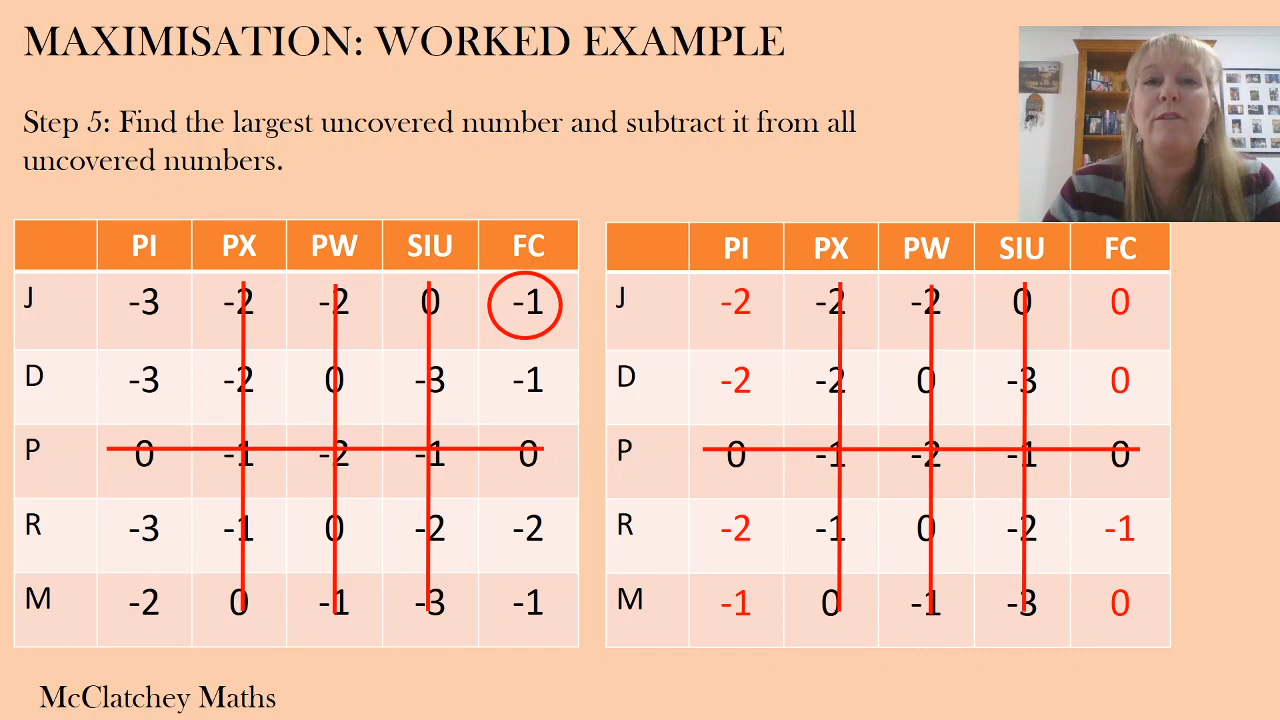 MAXIMISATION: WORKED EXAMPLE
Step 5: Find the largest uncovered number and subtract it from all
uncovered numbers.
PI PX PW SIU FC
J -3 -2 -2 0 -1
D -3 -2 0 -3 -1
P 0 -1 -2 -1 0
R -3 -1 0 -2 -2
M -2 0 -1 -3 -1
PI PX PW SIU FC
J -2 -2 -2 0 0
D -2 -2 0 -3 0
P 0 -1 -2 -1 0
R -2 -1 0 -2 -1
M -1 0 -1 -3 0
McClatchey Maths